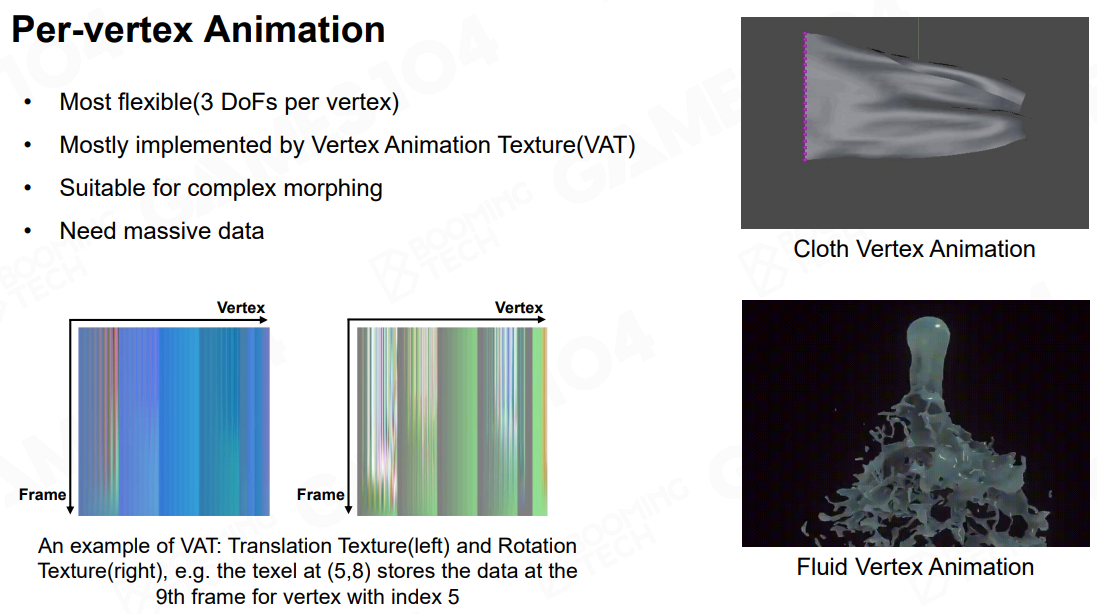 Per-vertex Animation
• Most flexible(3 DoFs per vertex)
• Mostly implemented by Vertex Animation Texture(VAT)
• Suitable for complex morphing
• Need massive data
Cloth Vertex Animation
Vertex
Frame
Vertex
Frame
An example of VAT: Translation Texture(left) and Rotation
Texture(right), e.g. the texel at (5,8) stores the data at the
9th frame for vertex with index 5
Fluid Vertex Animation
GAMES104
BOOMING
TECH